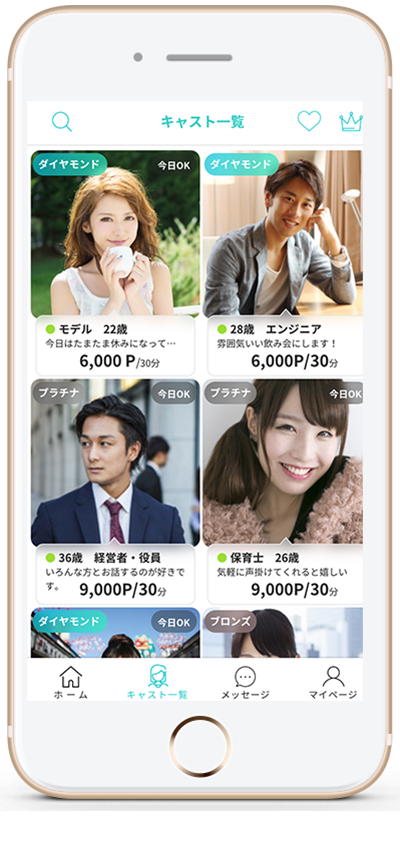 キャスト一覧
ダイヤモンド
今日OK
ダイヤモンド
モデル 22歳
今日はたまたま休みになって…
6,000 P/30分
28歳 エンジニア
雰囲気いい飲み会にします！
6,000P/30分
プラチナ
今日OK
プラチナ
今日OK
36歳 経営者・役員
いろんな方とお話するのが好きで
す。
9,000P/30分
保育士 26歳
気軽に声掛けてくれると嬉しい
9,000P/30分
ダイヤモンド
今日OK
ブロンズ
ホーム
キャスト一覧
メッセージ
マイページ